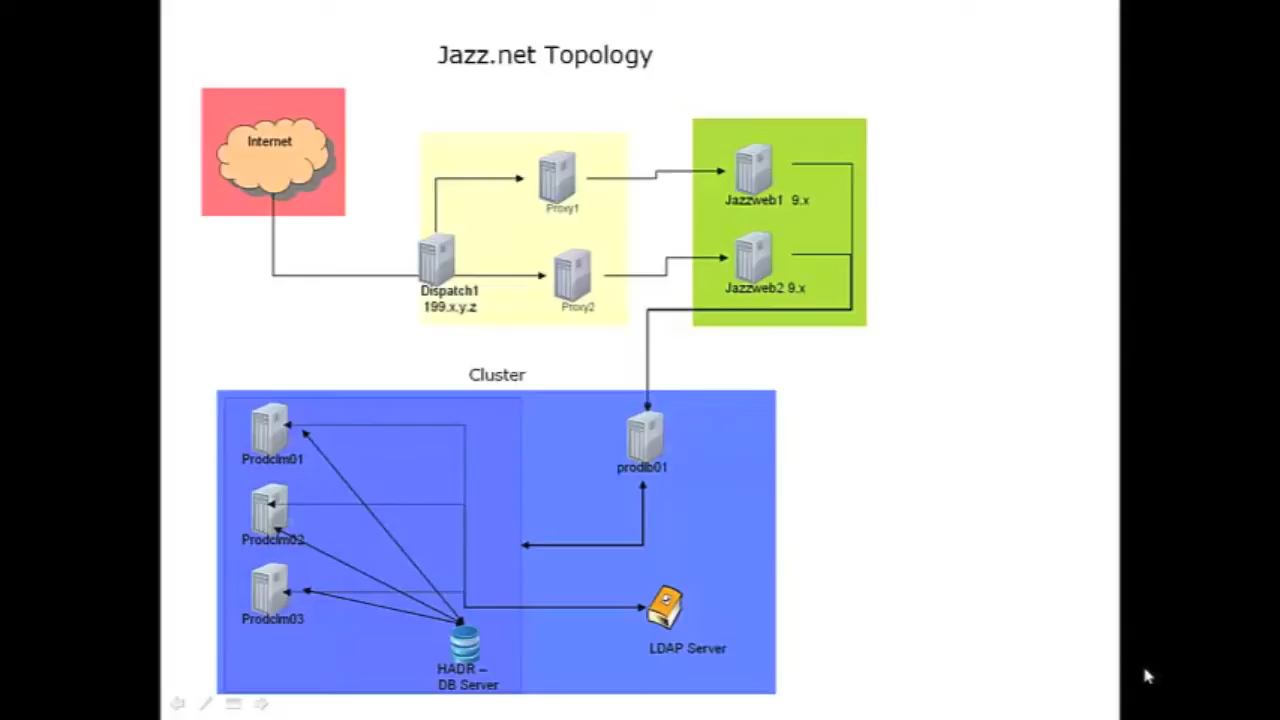 Jazz.net Topology
Internet
Proxy1
Jazzweb1 9.x
Dispatch1
199.x.y.z
Proxy2
Jazzweb2 9.x
Cluster
Prodclm01
prodlb01
Prodclm02
Prodclm03
LDAP Server
HADR –
DB Server